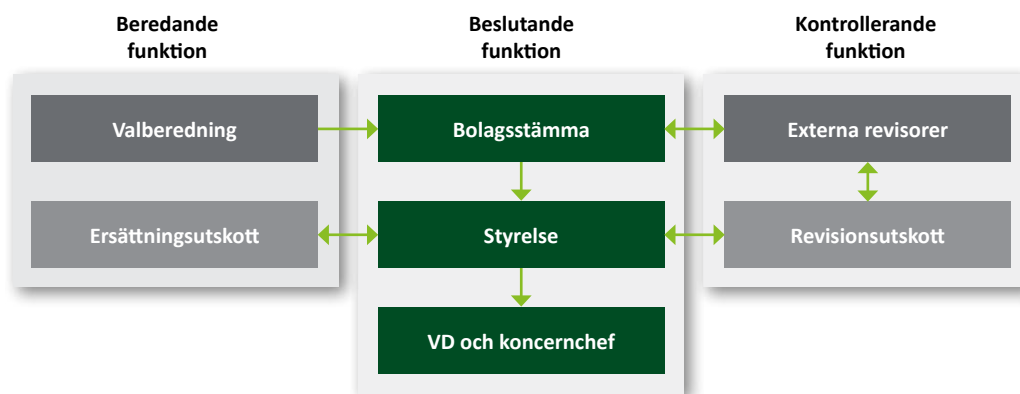 Beredande
funktion
Beslutande
funktion
Kontrollerande
funktion
Valberedning
Bolagsstämma
Externa revisorer
Ersättningsutskott
Styrelse
Revisionsutskott
VD och koncernchef